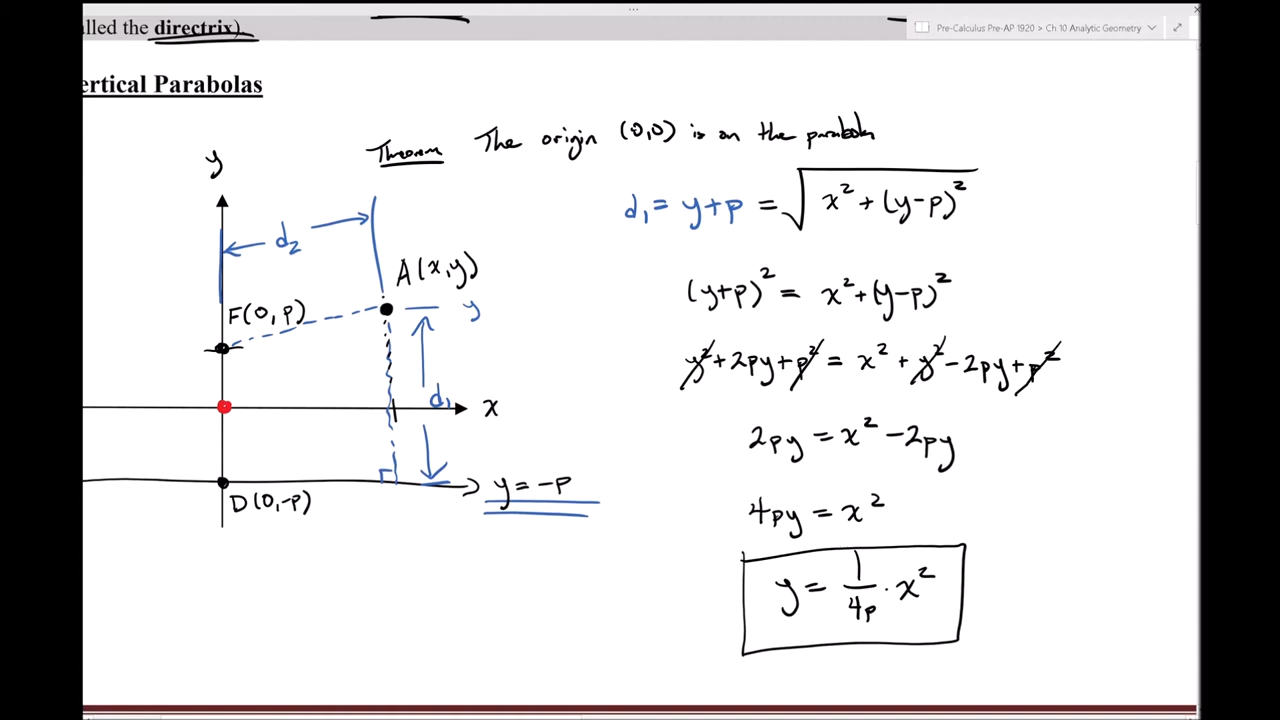 alled the directrix).
Pre-Calculus Pre-AP 1920 > Ch 10 Analytic Geometry
ertical Parabolas
Theorem The origin (0,0) is on the parabola
y
d₁ = y+p = √x²+(y-p)²
d₂
A(x,y)
(y+p)² = x²+(y-p)²
F(0,p)
y
y²+2py+p² = x²+y²-2py+p²
d₁
x
2py = x²-2py
y=-p
D(0,-p)
4py = x²
y = 1/4p · x²